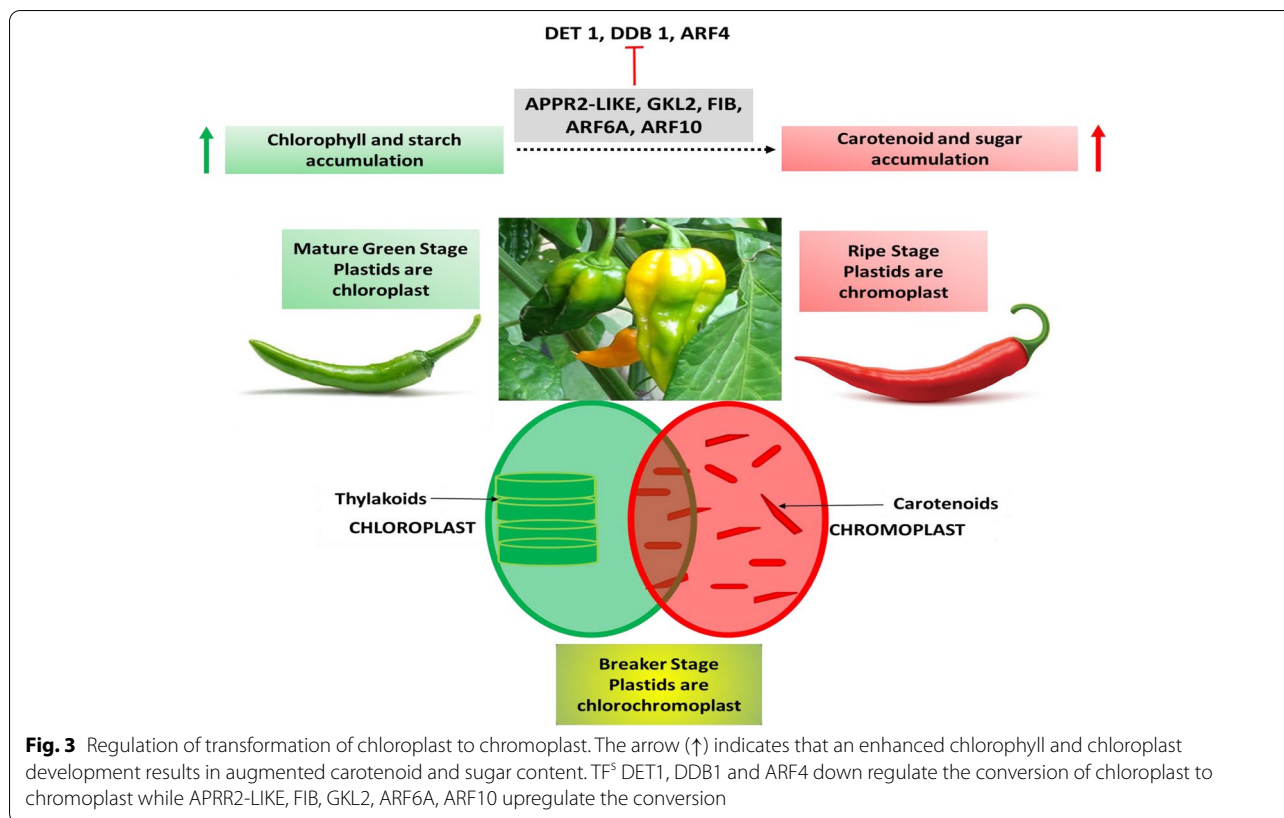 DET 1, DDB 1, ARF4
APPR2-LIKE, GKL2, FIB,
ARF6A, ARF10
Chlorophyll and starch
accumulation
Carotenoid and sugar
accumulation
Mature Green Stage
Plastids are
chloroplast
Ripe Stage
Plastids are
chromoplast
Thylakoids
CHLOROPLAST
Carotenoids
CHROMOPLAST
Breaker Stage
Plastids are
chlorochromoplast
Fig. 3 Regulation of transformation of chloroplast to chromoplast. The arrow (↑) indicates that an enhanced chlorophyll and chloroplast
development results in augmented carotenoid and sugar content. TFˢ DET1, DDB1 and ARF4 down regulate the conversion of chloroplast to
chromoplast while APRR2-LIKE, FIB, GKL2, ARF6A, ARF10 upregulate the conversion